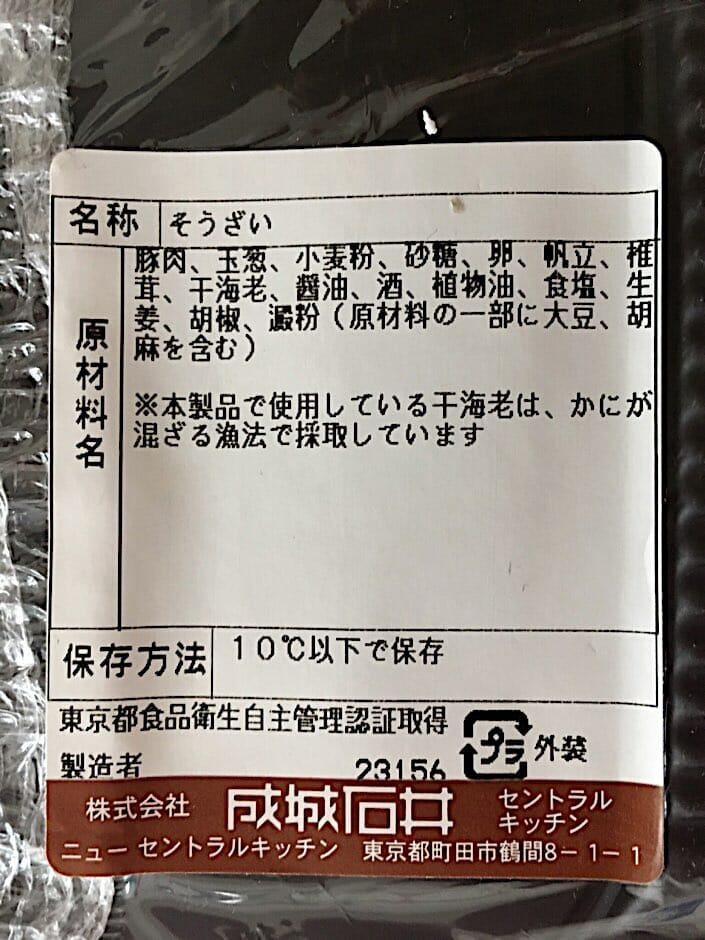 名称 そうざい
原材料名
豚肉、玉葱、小麦粉、砂糖、卵、帆立、椎
茸、干海老、醤油、酒、植物油、食塩、生
姜、胡椒、澱粉(原材料の一部に大豆、胡
麻を含む)
※本製品で使用している干海老は、かにが
混ざる漁法で採取しています
保存方法 10℃以下で保存
東京都食品衛生自主管理認証取得
製造者 23156
プラ 外装
株式会社 成城石井 セントラル
キッチン
ニューセントラルキッチン 東京都町田市鶴間8-1-1